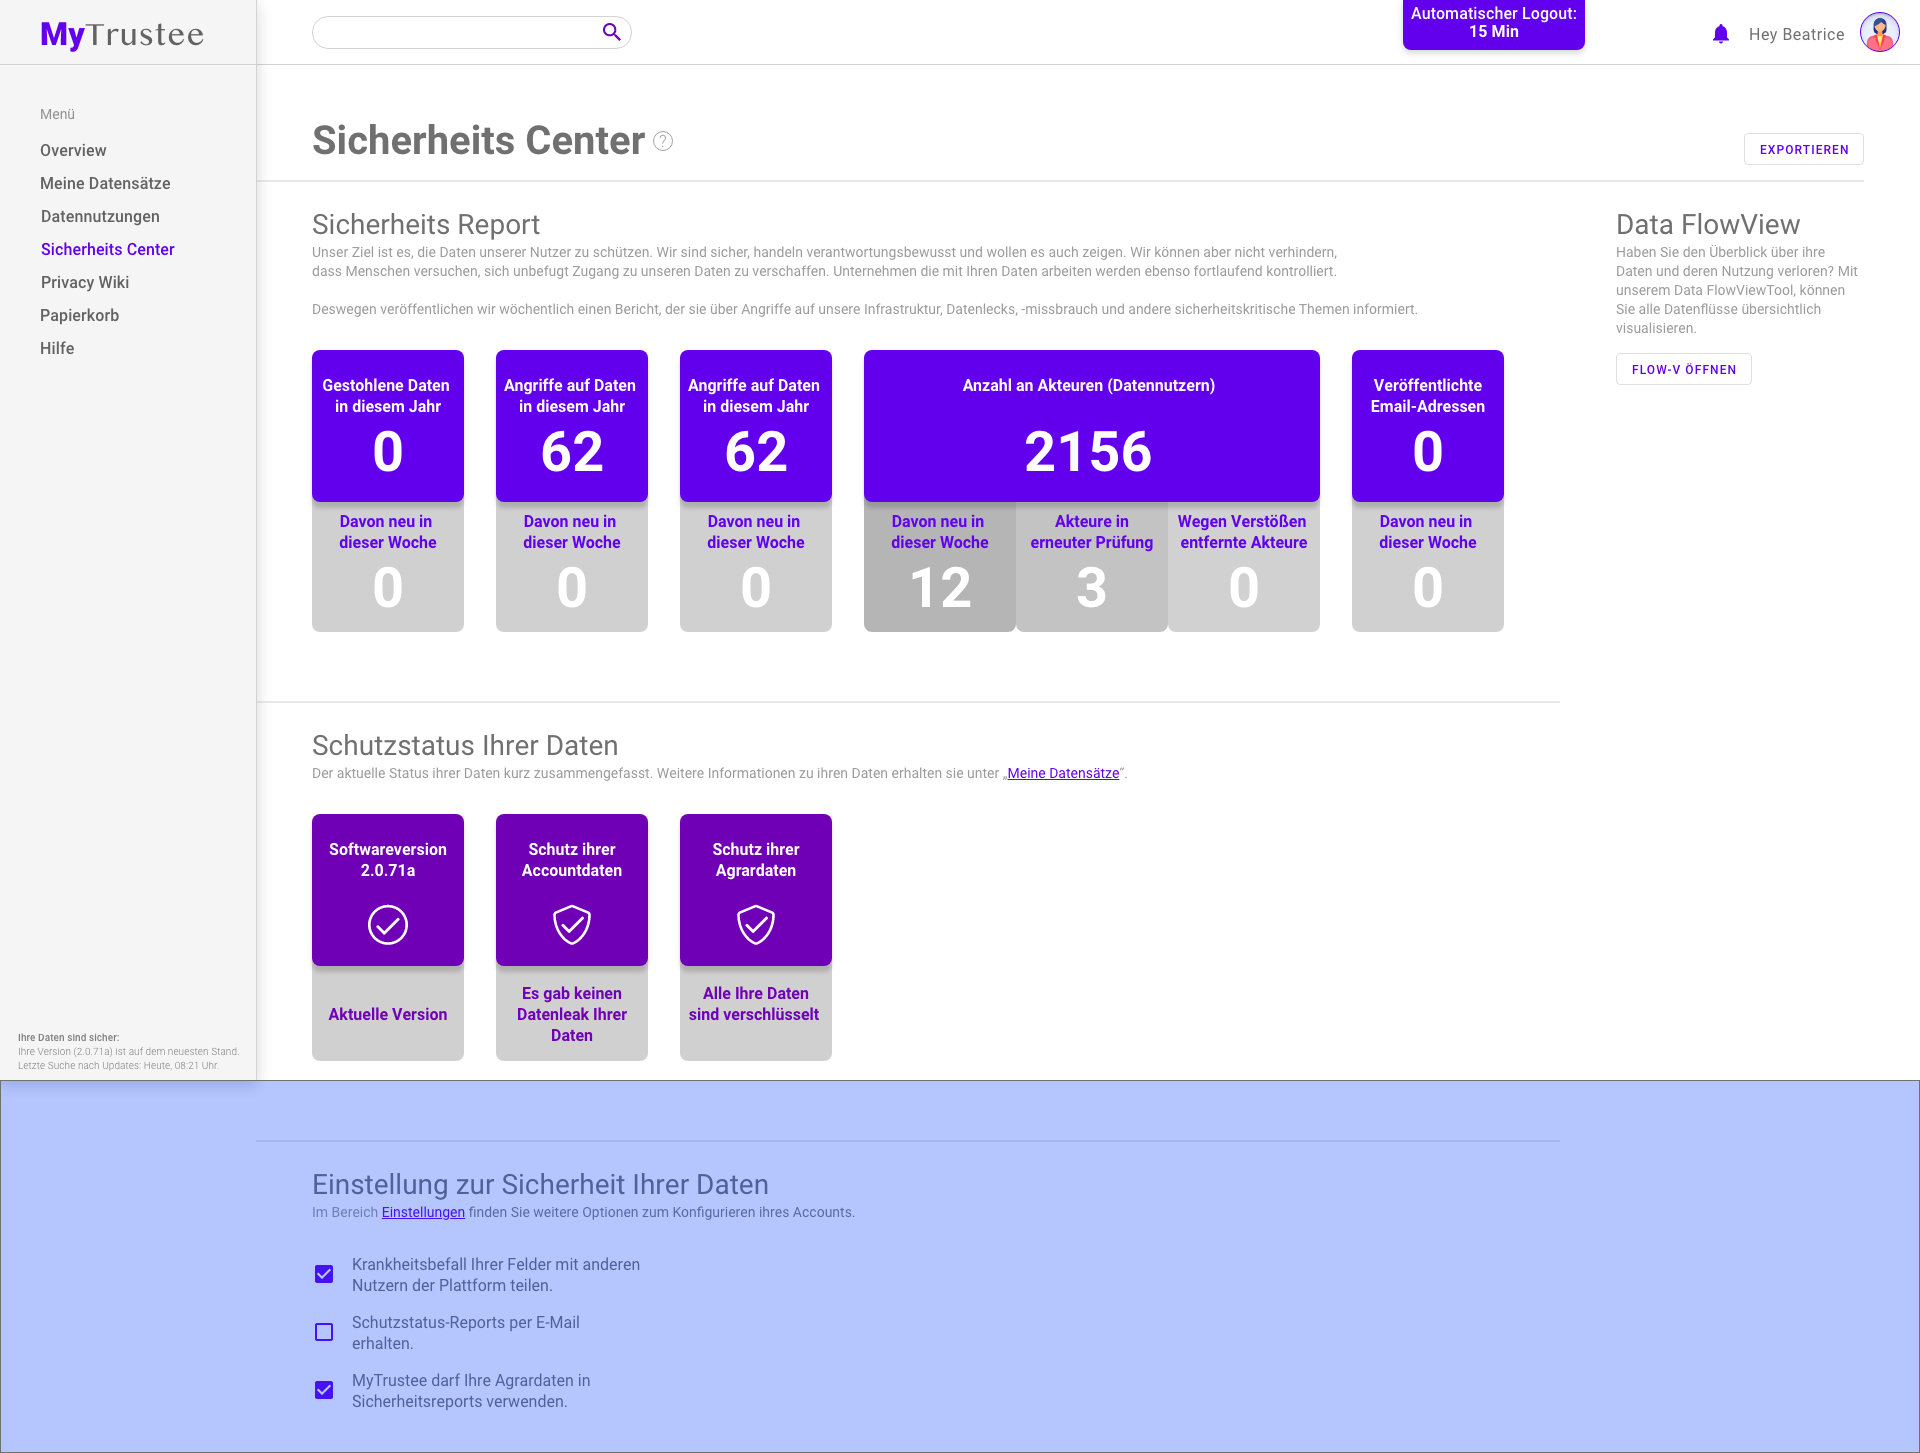 MyTrustee
Automatischer Logout:
15 Min
Hey Beatrice
Menü
Overview
Meine Datensätze
Datennutzungen
Sicherheits Center
Privacy Wiki
Papierkorb
Hilfe
Ihre Daten sind sicher:
Ihre Version (2.0.71a) ist auf dem neuesten Stand.
Letzte Suche nach Updates: Heute, 08:21 Uhr.
Sicherheits Center ?
EXPORTIEREN
Sicherheits Report
Unser Ziel ist es, die Daten unserer Nutzer zu schützen. Wir sind sicher, handeln verantwortungsbewusst und wollen es auch zeigen. Wir können aber nicht verhindern,
dass Menschen versuchen, sich unbefugt Zugang zu unseren Daten zu verschaffen. Unternehmen die mit Ihren Daten arbeiten werden ebenso fortlaufend kontrolliert.
Deswegen veröffentlichen wir wöchentlich einen Bericht, der sie über Angriffe auf unsere Infrastruktur, Datenlecks, -missbrauch und andere sicherheitskritische Themen informiert.
Gestohlene Daten
in diesem Jahr
0
Davon neu in
dieser Woche
0
Angriffe auf Daten
in diesem Jahr
62
Davon neu in
dieser Woche
0
Angriffe auf Daten
in diesem Jahr
62
Davon neu in
dieser Woche
0
Anzahl an Akteuren (Datennutzern)
2156
Davon neu in
dieser Woche
12
Akteure in
erneuter Prüfung
3
Wegen Verstößen
entfernte Akteure
0
Veröffentlichte
Email-Adressen
0
Davon neu in
dieser Woche
0
Data FlowView
Haben Sie den Überblick über ihre
Daten und deren Nutzung verloren? Mit
unserem Data FlowViewTool, können
Sie alle Datenflüsse übersichtlich
visualisieren.
FLOW-V ÖFFNEN
Schutzstatus Ihrer Daten
Der aktuelle Status ihrer Daten kurz zusammengefasst. Weitere Informationen zu ihren Daten erhalten sie unter „Meine Datensätze“.
Softwareversion
2.0.71a
Aktuelle Version
Schutz ihrer
Accountdaten
Es gab keinen
Datenleak Ihrer
Daten
Schutz ihrer
Agrardaten
Alle Ihre Daten
sind verschlüsselt
Einstellung zur Sicherheit Ihrer Daten
Im Bereich Einstellungen finden Sie weitere Optionen zum Konfigurieren ihres Accounts.
Krankheitsbefall Ihrer Felder mit anderen
Nutzern der Plattform teilen.
Schutzstatus-Reports per E-Mail
erhalten.
MyTrustee darf Ihre Agrardaten in
Sicherheitsreports verwenden.